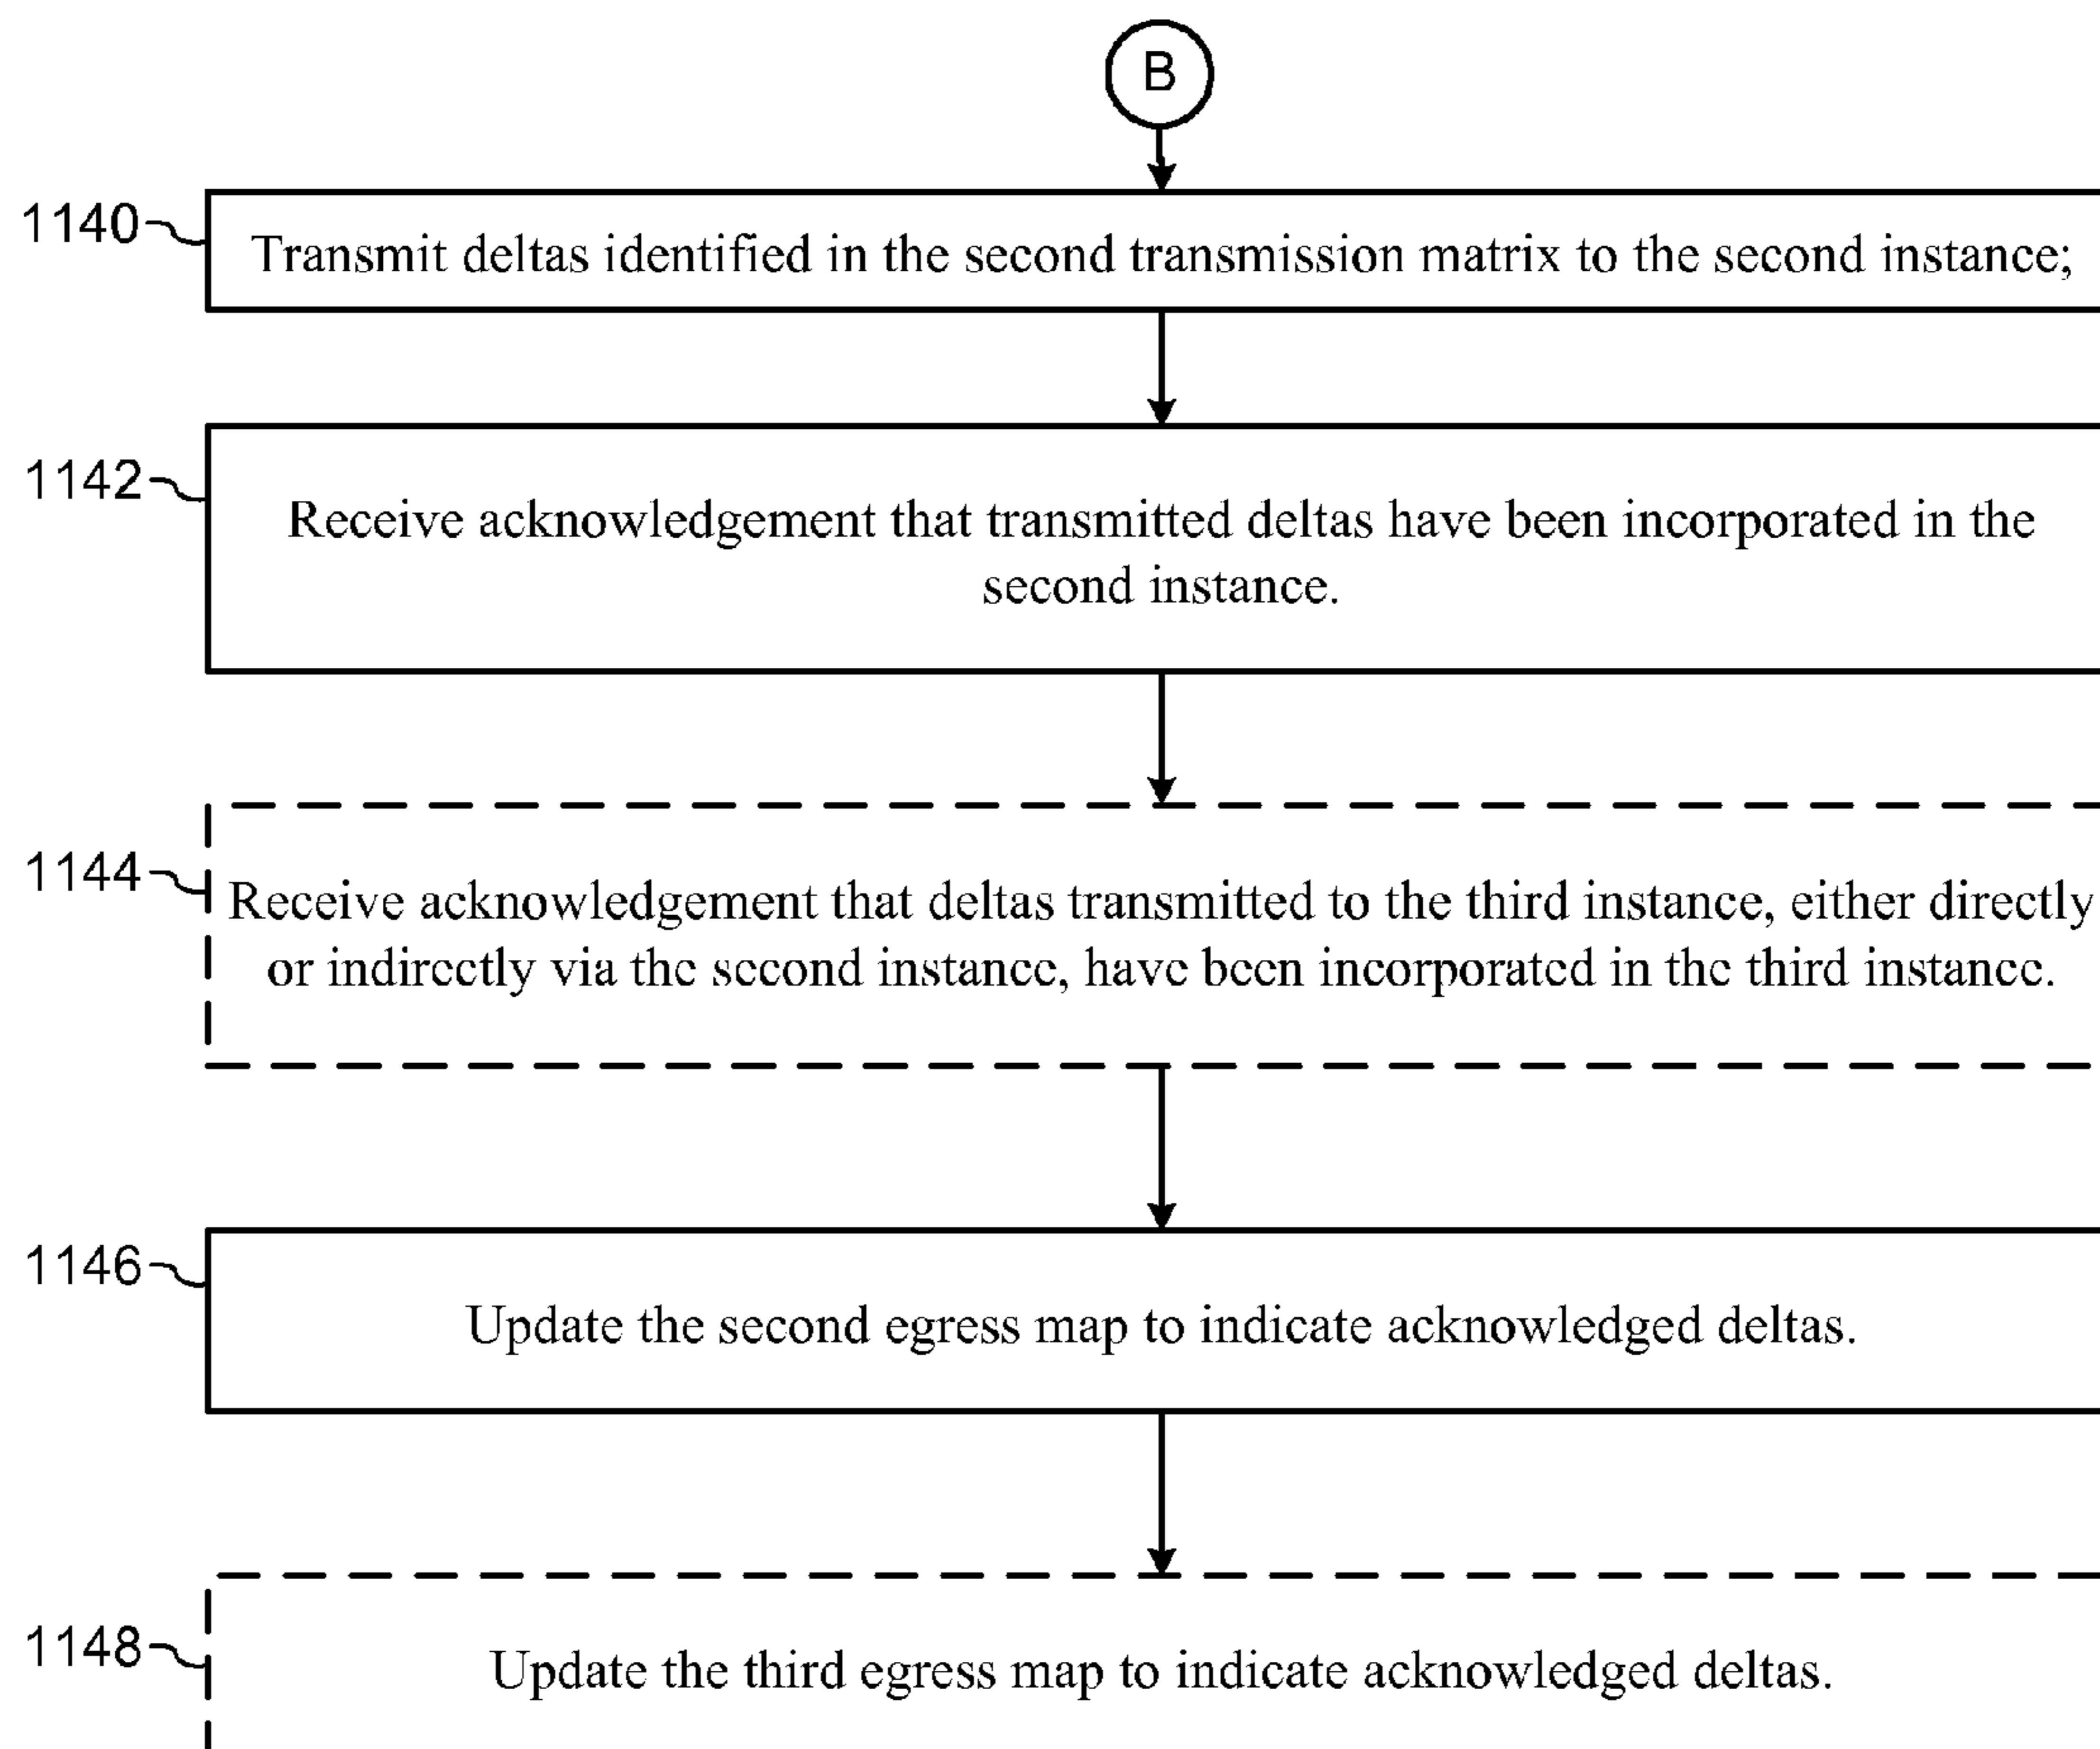 B
1140
Transmit deltas identified in the second transmission matrix to the second instance;
1142
Receive acknowledgement that transmitted deltas have been incorporated in the
second instance.
1144
Receive acknowledgement that deltas transmitted to the third instance, either directly
or indirectly via the second instance, have been incorporated in the third instance.
1146
Update the second egress map to indicate acknowledged deltas.
1148
Update the third egress map to indicate acknowledged deltas.